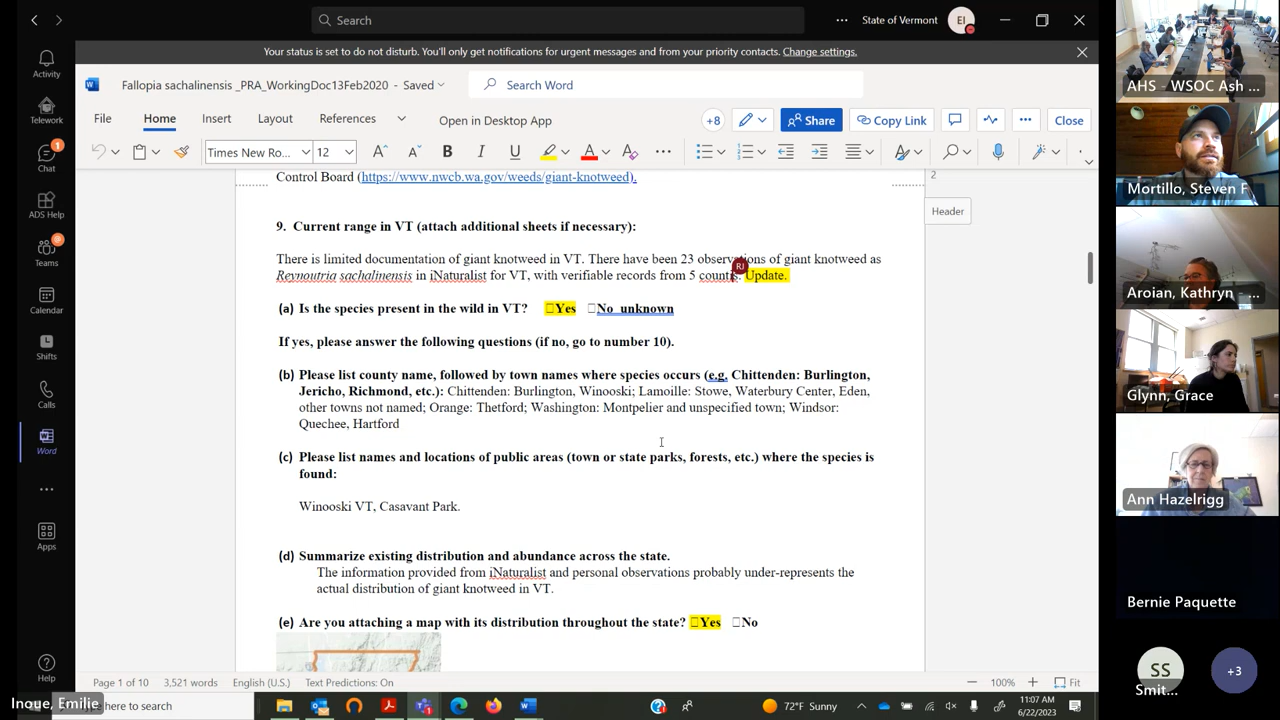 Search
State of Vermont
EI
Your status is set to do not disturb. You'll only get notifications for urgent messages and from your priority contacts. Change settings.
Activity
Telework
1
Chat
ADS Help
@
Teams
Calendar
Shifts
Calls
Word
Apps
Help
Fallopia sachalinensis _PRA_WorkingDoc13Feb2020 - Saved
Search Word
File
Home
Insert
Layout
References
Open in Desktop App
+8
Share
Copy Link
Close
Times New Ro...
12
B
I
U
Control Board (https://www.nwcb.wa.gov/weeds/giant-knotweed).
2
Header
9. Current range in VT (attach additional sheets if necessary):
There is limited documentation of giant knotweed in VT. There have been 23 observations of giant knotweed as
RJ
Reynoutria sachalinensis in iNaturalist for VT, with verifiable records from 5 countis. Update.
(a) Is the species present in the wild in VT? □Yes □No unknown
If yes, please answer the following questions (if no, go to number 10).
(b) Please list county name, followed by town names where species occurs (e.g. Chittenden: Burlington,
Jericho, Richmond, etc.): Chittenden: Burlington, Winooski; Lamoille: Stowe, Waterbury Center, Eden,
other towns not named; Orange: Thetford; Washington: Montpelier and unspecified town; Windsor:
Quechee, Hartford
(c) Please list names and locations of public areas (town or state parks, forests, etc.) where the species is
found:
Winooski VT, Casavant Park.
(d) Summarize existing distribution and abundance across the state.
The information provided from iNaturalist and personal observations probably under-represents the
actual distribution of giant knotweed in VT.
(e) Are you attaching a map with its distribution throughout the state? □Yes □No
Page 1 of 10
3,521 words
English (U.S.)
Text Predictions: On
100%
Fit
Inoue, Emilie
here to search
72°F Sunny
11:07 AM
6/22/2023
AHS - WSOC Ash ...
Mortillo, Steven F
Aroian, Kathryn - ...
Glynn, Grace
Ann Hazelrigg
Bernie Paquette
SS
Smit...
+3